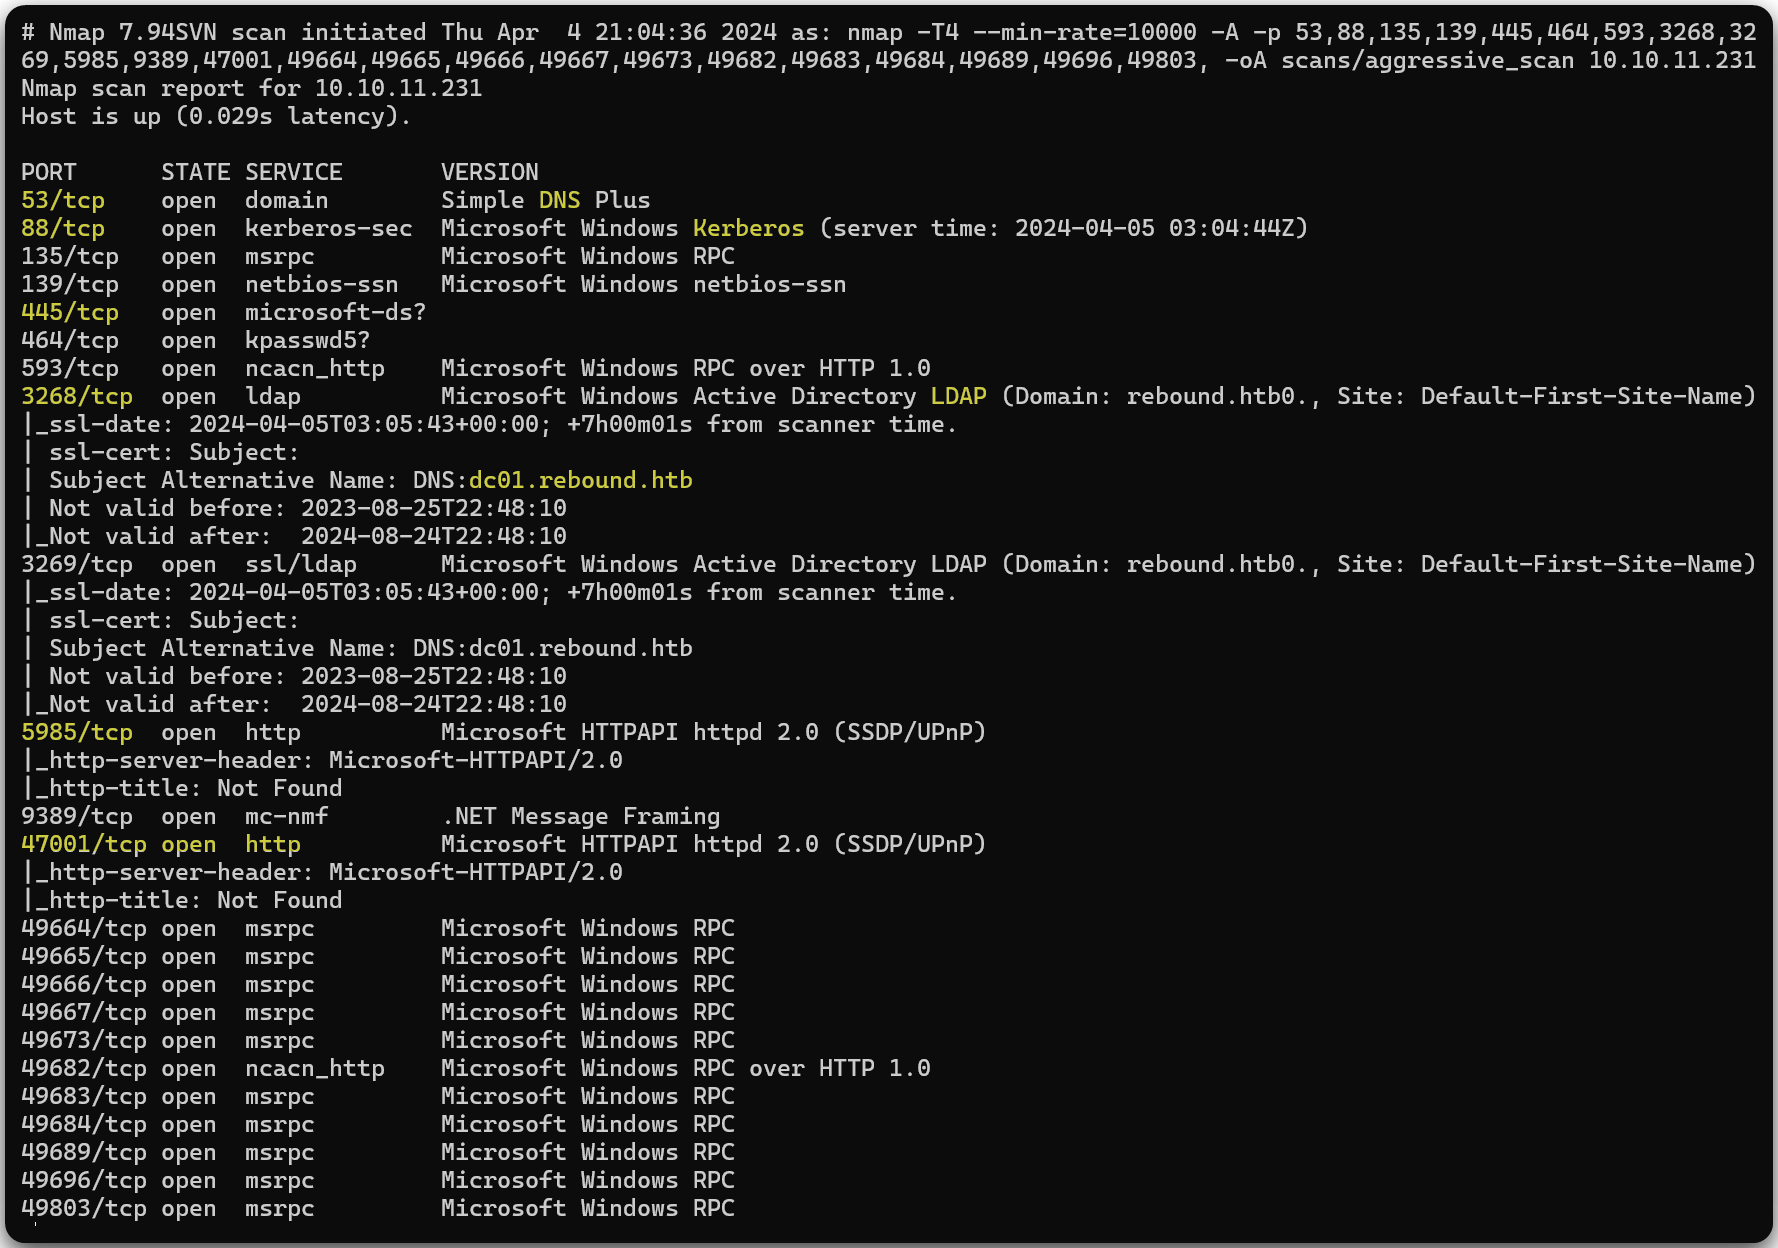 # Nmap 7.94SVN scan initiated Thu Apr  4 21:04:36 2024 as: nmap -T4 --min-rate=10000 -A -p 53,88,135,139,445,464,593,3268,32
69,5985,9389,47001,49664,49665,49666,49667,49673,49682,49683,49684,49689,49696,49803, -oA scans/aggressive_scan 10.10.11.231
Nmap scan report for 10.10.11.231
Host is up (0.029s latency).
PORT      STATE SERVICE       VERSION
53/tcp    open  domain        Simple DNS Plus
88/tcp    open  kerberos-sec  Microsoft Windows Kerberos (server time: 2024-04-05 03:04:44Z)
135/tcp   open  msrpc         Microsoft Windows RPC
139/tcp   open  netbios-ssn   Microsoft Windows netbios-ssn
445/tcp   open  microsoft-ds?
464/tcp   open  kpasswd5?
593/tcp   open  ncacn_http    Microsoft Windows RPC over HTTP 1.0
3268/tcp  open  ldap          Microsoft Windows Active Directory LDAP (Domain: rebound.htb0., Site: Default-First-Site-Name)
|_ssl-date: 2024-04-05T03:05:43+00:00; +7h00m01s from scanner time.
| ssl-cert: Subject:
| Subject Alternative Name: DNS:dc01.rebound.htb
| Not valid before: 2023-08-25T22:48:10
|_Not valid after:  2024-08-24T22:48:10
3269/tcp  open  ssl/ldap      Microsoft Windows Active Directory LDAP (Domain: rebound.htb0., Site: Default-First-Site-Name)
|_ssl-date: 2024-04-05T03:05:43+00:00; +7h00m01s from scanner time.
| ssl-cert: Subject:
| Subject Alternative Name: DNS:dc01.rebound.htb
| Not valid before: 2023-08-25T22:48:10
|_Not valid after:  2024-08-24T22:48:10
5985/tcp  open  http          Microsoft HTTPAPI httpd 2.0 (SSDP/UPnP)
|_http-server-header: Microsoft-HTTPAPI/2.0
|_http-title: Not Found
9389/tcp  open  mc-nmf        .NET Message Framing
47001/tcp open  http          Microsoft HTTPAPI httpd 2.0 (SSDP/UPnP)
|_http-server-header: Microsoft-HTTPAPI/2.0
|_http-title: Not Found
49664/tcp open  msrpc         Microsoft Windows RPC
49665/tcp open  msrpc         Microsoft Windows RPC
49666/tcp open  msrpc         Microsoft Windows RPC
49667/tcp open  msrpc         Microsoft Windows RPC
49673/tcp open  msrpc         Microsoft Windows RPC
49682/tcp open  ncacn_http    Microsoft Windows RPC over HTTP 1.0
49683/tcp open  msrpc         Microsoft Windows RPC
49684/tcp open  msrpc         Microsoft Windows RPC
49689/tcp open  msrpc         Microsoft Windows RPC
49696/tcp open  msrpc         Microsoft Windows RPC
49803/tcp open  msrpc         Microsoft Windows RPC